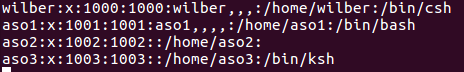 wilber:x:1000:1000:wilber,,,:/home/wilber:/bin/csh
aso1:x:1001:1001:aso1,,,,:/home/aso1:/bin/bash
aso2:x:1002:1002::/home/aso2:
aso3:x:1003:1003::/home/aso3:/bin/ksh